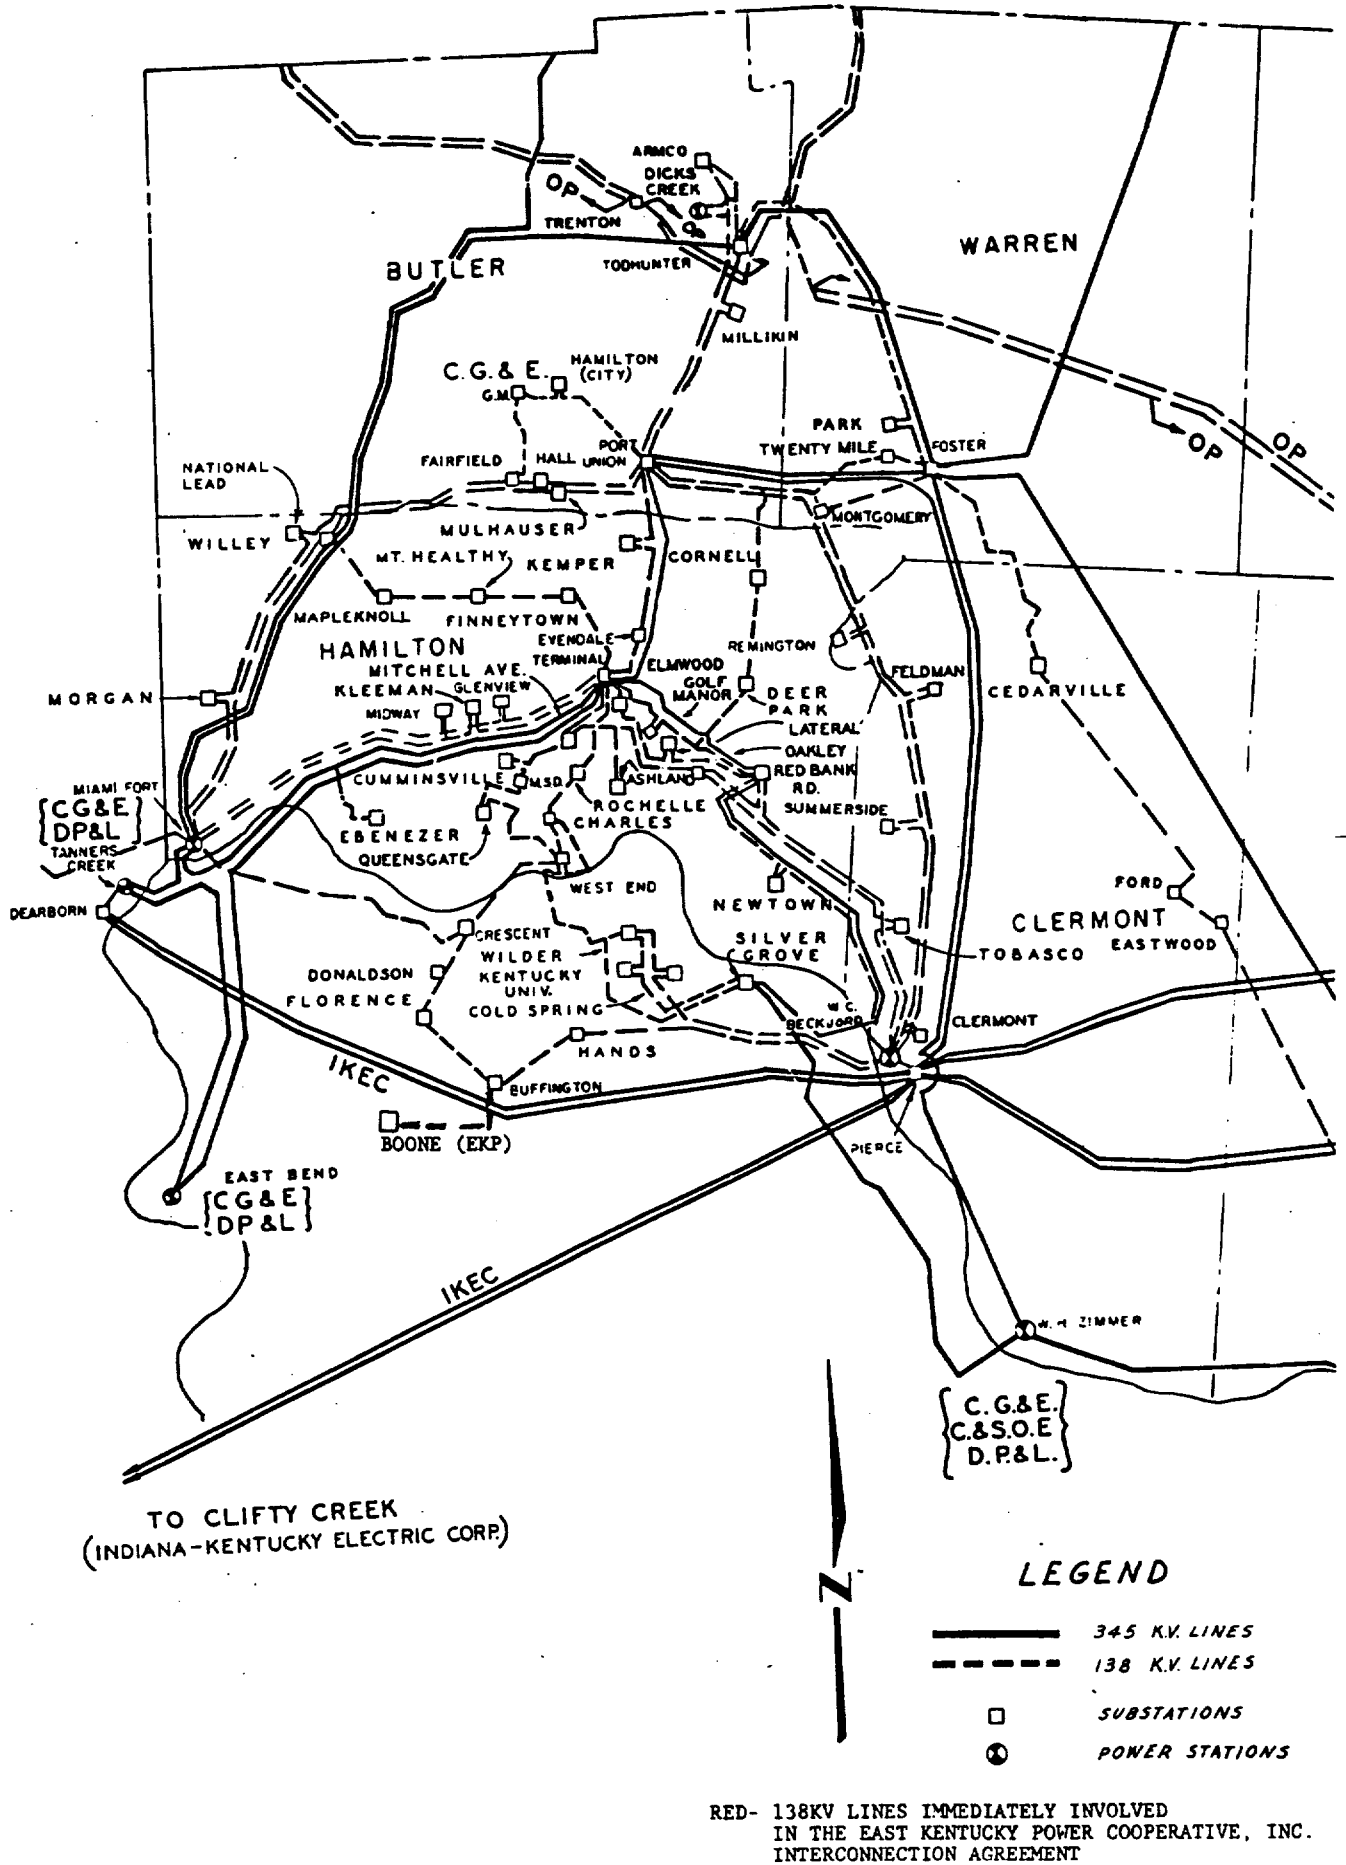 ARMCO
DICKS
CREEK
OP
TRENTON
OP
TODHUNTER
WARREN
BUTLER
MILLIKIN
C.G.& E.
HAMILTON
(CITY)
G.M.
PARK
TWENTY MILE
FOSTER
OP
OP
PORT
UNION
FAIRFIELD
HALL
NATIONAL
LEAD
MULHAUSER
MONTGOMERY
WILLEY
MT. HEALTHY
KEMPER
CORNELL
MAPLEKNOLL
FINNEYTOWN
EVENDALE
REMINGTON
HAMILTON
TERMINAL
ELMWOOD
MITCHELL AVE.
GOLF
MANOR
FELDMAN
CEDARVILLE
KLEEMAN
GLENVIEW
MORGAN
MIDWAY
DEER
PARK
LATERAL
OAKLEY
CUMMINSVILLE
M.S.D.
ASHLAND
RED BANK
RD.
MIAMI FORT
CG&E
DP&L
ROCHELLE
CHARLES
SUMMERSIDE
EBENEZER
QUEENSGATE
TANNERS
CREEK
WEST END
FORD
DEARBORN
NEWTOWN
CLERMONT
EASTWOOD
CRESCENT
SILVER
GROVE
TOBASCO
WILDER
DONALDSON
KENTUCKY
UNIV.
FLORENCE
COLD SPRING
W.C.
BECKJORD
CLERMONT
HANDS
IKEC
BUFFINGTON
BOONE (EKP)
PIERCE
EAST BEND
CG&E
DP&L
IKEC
W. H. ZIMMER
C. G.& E.
C.&S.O.E
D.P.& L.
TO CLIFTY CREEK
(INDIANA-KENTUCKY ELECTRIC CORP.)
N
LEGEND
345 K.V. LINES
138 K.V. LINES
SUBSTATIONS
POWER STATIONS
RED- 138KV LINES IMMEDIATELY INVOLVED
IN THE EAST KENTUCKY POWER COOPERATIVE, INC.
INTERCONNECTION AGREEMENT